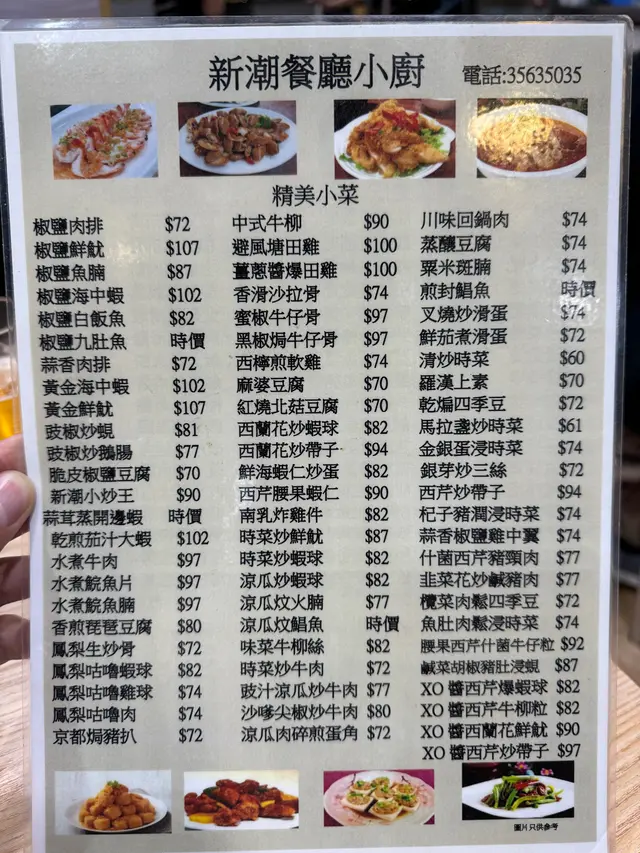 新潮餐廳小廚
電話:35635035
精美小菜
椒鹽肉排 $72
椒鹽鮮魷 $107
椒鹽魚腩 $87
椒鹽海中蝦 $102
椒鹽白飯魚 $82
椒鹽九肚魚 時價
蒜香肉排 $72
黃金海中蝦 $102
黃金鮮魷 $107
豉椒炒蜆 $81
豉椒炒鵝腸 $77
脆皮椒鹽豆腐 $70
新潮小炒王 $90
蒜茸蒸開邊蝦 時價
乾煎茄汁大蝦 $102
水煮牛肉 $97
水煮鯇魚片 $97
水煮鯇魚腩 $97
香煎琵琶豆腐 $80
鳳梨生炒骨 $72
鳳梨咕嚕蝦球 $82
鳳梨咕嚕雞球 $74
鳳梨咕嚕肉 $74
京都焗豬扒 $72
中式牛柳 $90
避風塘田雞 $100
薑蔥醬爆田雞 $100
香滑沙拉骨 $74
蜜椒牛仔骨 $97
黑椒焗牛仔骨 $97
西檸煎軟雞 $74
麻婆豆腐 $70
紅燒北菇豆腐 $70
西蘭花炒蝦球 $82
西蘭花炒帶子 $94
鮮海蝦仁炒蛋 $82
西芹腰果蝦仁 $90
南乳炸雞件 $82
時菜炒鮮魷 $87
時菜炒蝦球 $82
涼瓜炒蝦球 $82
涼瓜炆火腩 $77
涼瓜炆鯧魚 時價
味菜牛柳絲 $82
時菜炒牛肉 $72
豉汁涼瓜炒牛肉 $77
沙嗲尖椒炒牛肉 $80
涼瓜肉碎煎蛋角 $72
川味回鍋肉 $74
蒸釀豆腐 $74
粟米斑腩 $74
煎封鯧魚 時價
叉燒炒滑蛋 $74
鮮茄煮滑蛋 $72
清炒時菜 $60
羅漢上素 $70
乾煸四季豆 $72
馬拉盞炒時菜 $61
金銀蛋浸時菜 $74
銀芽炒三絲 $72
西芹炒帶子 $94
杞子豬潤浸時菜 $74
蒜香椒鹽雞中翼 $74
什菌西芹豬頸肉 $77
韭菜花炒鹹豬肉 $77
欖菜肉鬆四季豆 $72
魚肚肉鬆浸時菜 $74
腰果西芹什菌牛仔粒 $92
鹹菜胡椒豬肚浸蜆 $87
XO 醬西芹爆蝦球 $82
XO 醬西芹牛柳粒 $82
XO 醬西蘭花鮮魷 $90
XO 醬西芹炒帶子 $97
圖片只供參考